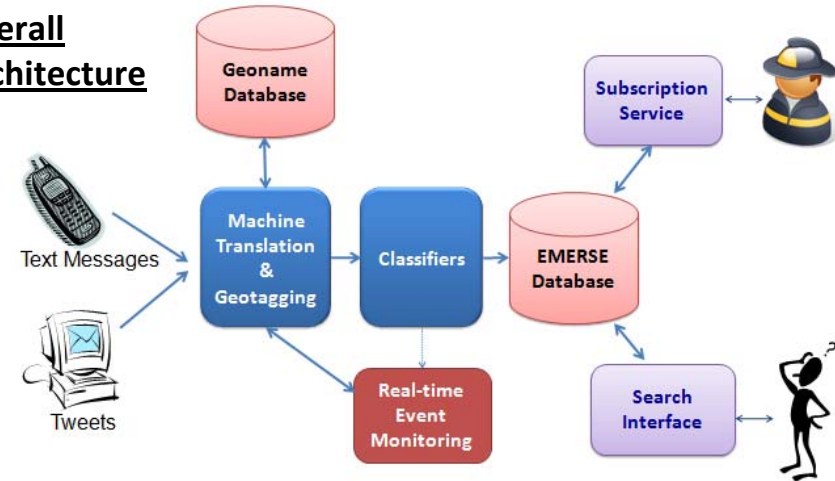 erall
chitecture
Geoname
Database
Subscription
Service
Text Messages
Machine
Translation
&
Geotagging
Classifiers
EMERSE
Database
Tweets
Real-time
Event
Monitoring
Search
Interface
?